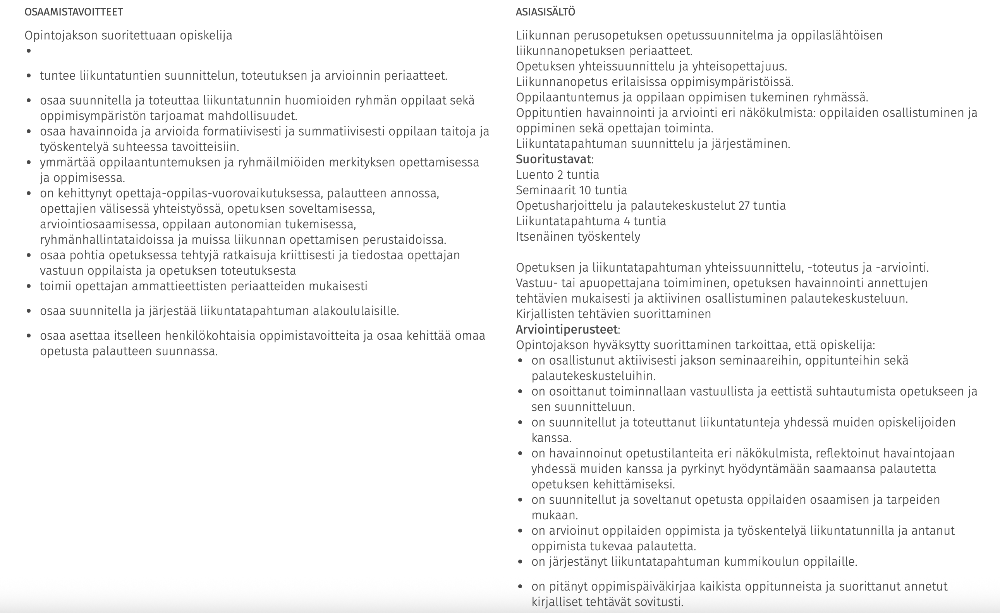 OSAAMISTAVOITTEET
Opintojakson suoritettuaan opiskelija
•
• tuntee liikuntatuntien suunnittelun, toteutuksen ja arvioinnin periaatteet.
• osaa suunnitella ja toteuttaa liikuntatunnin huomioiden ryhmän oppilaat sekä
oppimisympäristön tarjoamat mahdollisuudet.
• osaa havainnoida ja arvioida formatiivisesti ja summatiivisesti oppilaan taitoja ja
työskentelyä suhteessa tavoitteisiin.
• ymmärtää oppilaantuntemuksen ja ryhmäilmiöiden merkityksen opettamisessa
ja oppimisessa.
• on kehittynyt opettaja-oppilas-vuorovaikutuksessa, palautteen annossa,
opettajien välisessä yhteistyössä, opetuksen soveltamisessa,
arviointiosaamisessa, oppilaan autonomian tukemisessa,
ryhmänhallintataidoissa ja muissa liikunnan opettamisen perustaidoissa.
• osaa pohtia opetuksessa tehtyjä ratkaisuja kriittisesti ja tiedostaa opettajan
vastuun oppilaista ja opetuksen toteutuksesta
• toimii opettajan ammattieettisten periaatteiden mukaisesti
• osaa suunnitella ja järjestää liikuntatapahtuman alakoululaisille.
• osaa asettaa itselleen henkilökohtaisia oppimistavoitteita ja osaa kehittää omaa
opetusta palautteen suunnassa.
ASIASISÄLTÖ
Liikunnan perusopetuksen opetussuunnitelma ja oppilaslähtöisen
liikunnanopetuksen periaatteet.
Opetuksen yhteissuunnittelu ja yhteisopettajuus.
Liikunnanopetus erilaisissa oppimisympäristöissä.
Oppilaantuntemus ja oppilaan oppimisen tukeminen ryhmässä.
Oppituntien havainnointi ja arviointi eri näkökulmista: oppilaiden osallistuminen ja
oppiminen sekä opettajan toiminta.
Liikuntatapahtuman suunnittelu ja järjestäminen.
Suoritustavat:
Luento 2 tuntia
Seminaarit 10 tuntia
Opetusharjoittelu ja palautekeskustelut 27 tuntia
Liikuntatapahtuma 4 tuntia
Itsenäinen työskentely
Opetuksen ja liikuntatapahtuman yhteissuunnittelu, -toteutus ja -arviointi.
Vastuu- tai apuopettajana toimiminen, opetuksen havainnointi annettujen
tehtävien mukaisesti ja aktiivinen osallistuminen palautekeskusteluun.
Kirjallisten tehtävien suorittaminen
Arviointiperusteet:
Opintojakson hyväksytty suorittaminen tarkoittaa, että opiskelija:
• on osallistunut aktiivisesti jakson seminaareihin, oppitunteihin sekä
palautekeskusteluihin.
• on osoittanut toiminnallaan vastuullista ja eettistä suhtautumista opetukseen ja
sen suunnitteluun.
• on suunnitellut ja toteuttanut liikuntatunteja yhdessä muiden opiskelijoiden
kanssa.
• on havainnoinut opetustilanteita eri näkökulmista, reflektoinut havaintojaan
yhdessä muiden kanssa ja pyrkinyt hyödyntämään saamaansa palautetta
opetuksen kehittämiseksi.
• on suunnitellut ja soveltanut opetusta oppilaiden osaamisen ja tarpeiden
mukaan.
• on arvioinut oppilaiden oppimista ja työskentelyä liikuntatunnilla ja antanut
oppimista tukevaa palautetta.
• on järjestänyt liikuntatapahtuman kummikoulun oppilaille.
• on pitänyt oppimispäiväkirjaa kaikista oppitunneista ja suorittanut annetut
kirjalliset tehtävät sovitusti.